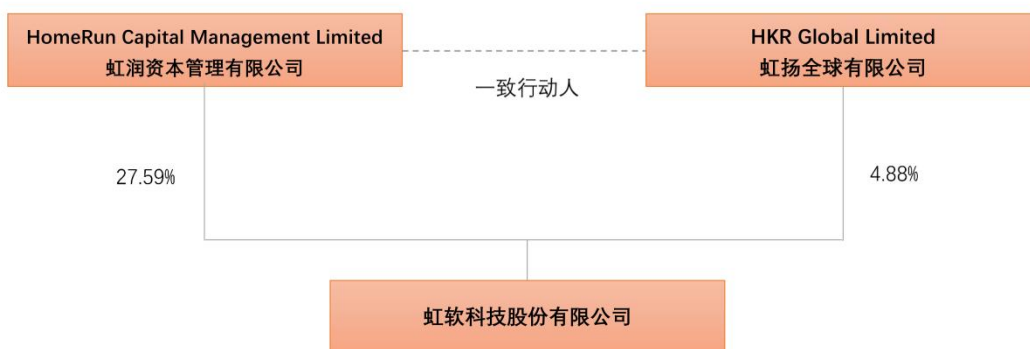 HomeRun Capital Management Limited
虹润资本管理有限公司
HKR Global Limited
虹扬全球有限公司
一致行动人
27.59%
4.88%
虹软科技股份有限公司